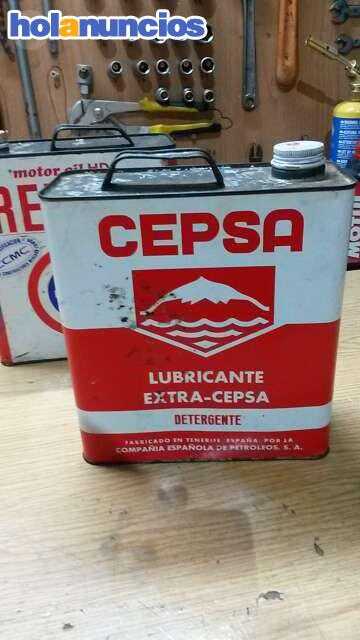 holanuncios
motor oil HD
RE
CCMC
CEPSA
LUBRICANTE
EXTRA-CEPSA
DETERGENTE
FABRICADO EN TENERIFE, ESPAÑA, POR LA
COMPAÑIA ESPAÑOLA DE PETROLEOS, S. A.